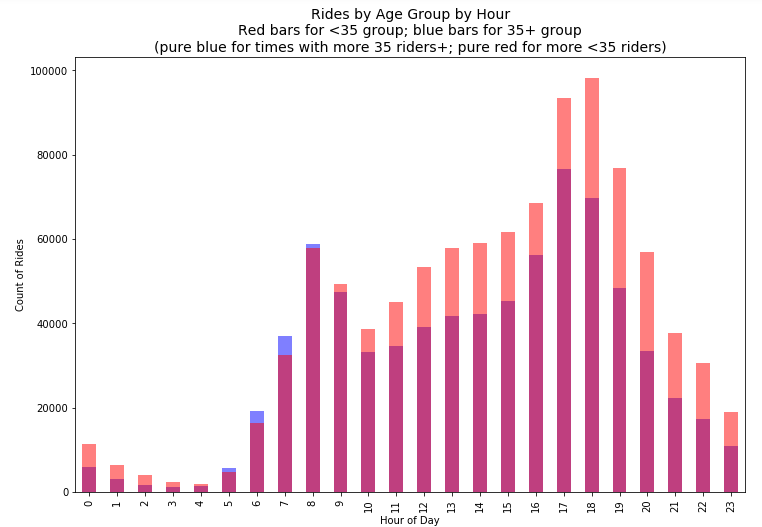 Rides by Age Group by Hour
Red bars for <35 group; blue bars for 35+ group
(pure blue for times with more 35 riders+; pure red for more <35 riders)
100000
80000
60000
40000
20000
0
Count of Rides
0 1 2 3 4 5 6 7 8 9 10 11 12 13 14 15 16 17 18 19 20 21 22 23
Hour of Day